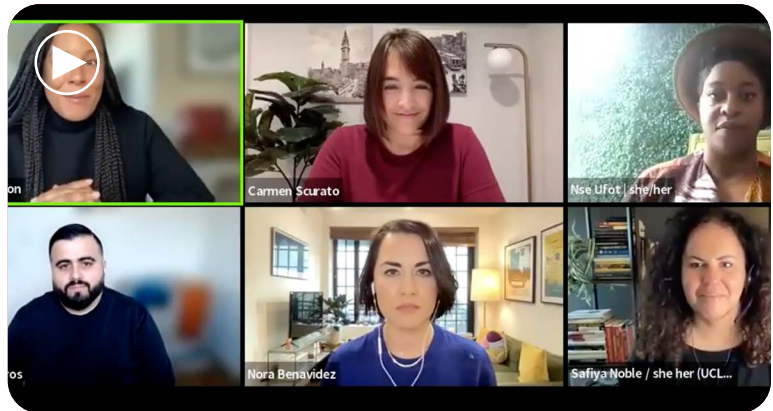 on
Carmen Scurato
Nse Ufot | she/her
ros
Nora Benavidez
Safiya Noble / she her (UCL...